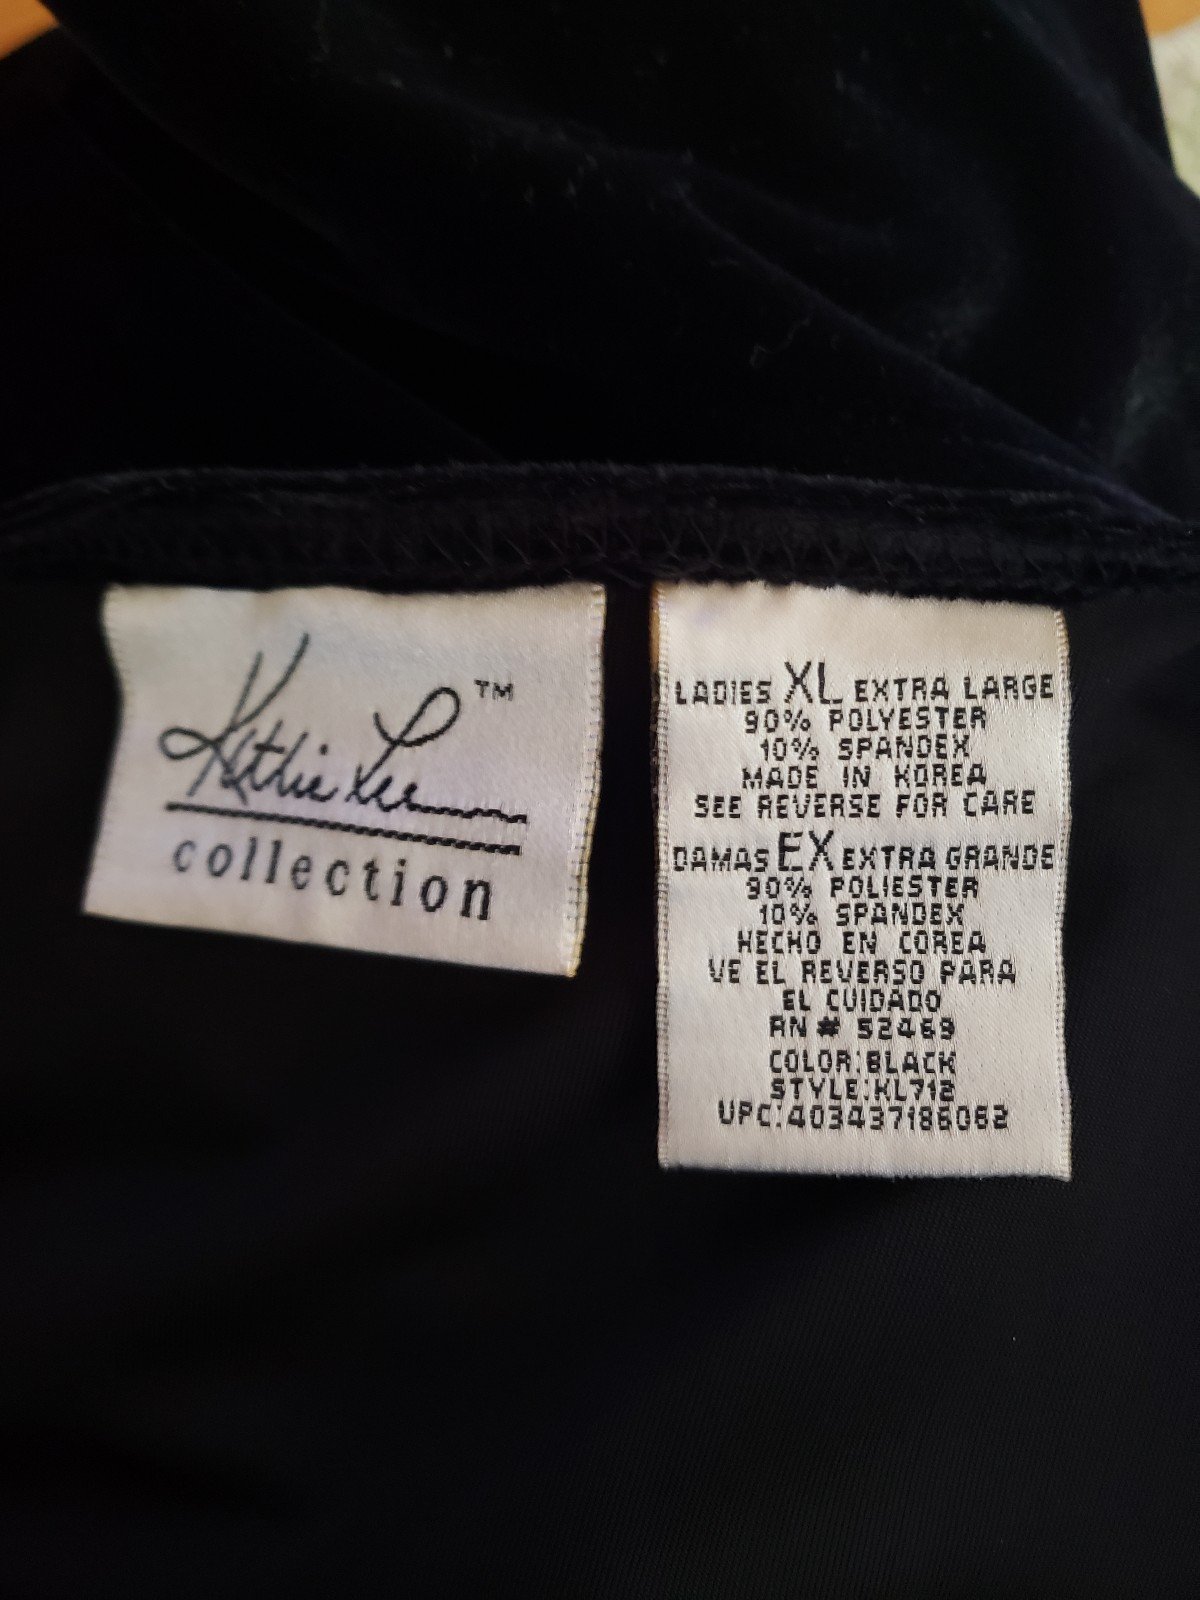 Kathie Lee™
collection
LADIES XL EXTRA LARGE
90% POLYESTER
10% SPANDEX
MADE IN KOREA
SEE REVERSE FOR CARE
DAMAS EX EXTRA GRANDE
90% POLIESTER
10% SPANDEX
HECHO EN COREA
VE EL REVERSO PARA
EL CUIDADO
RN # 52469
COLOR:BLACK
STYLE:KL712
UPC:403437186062